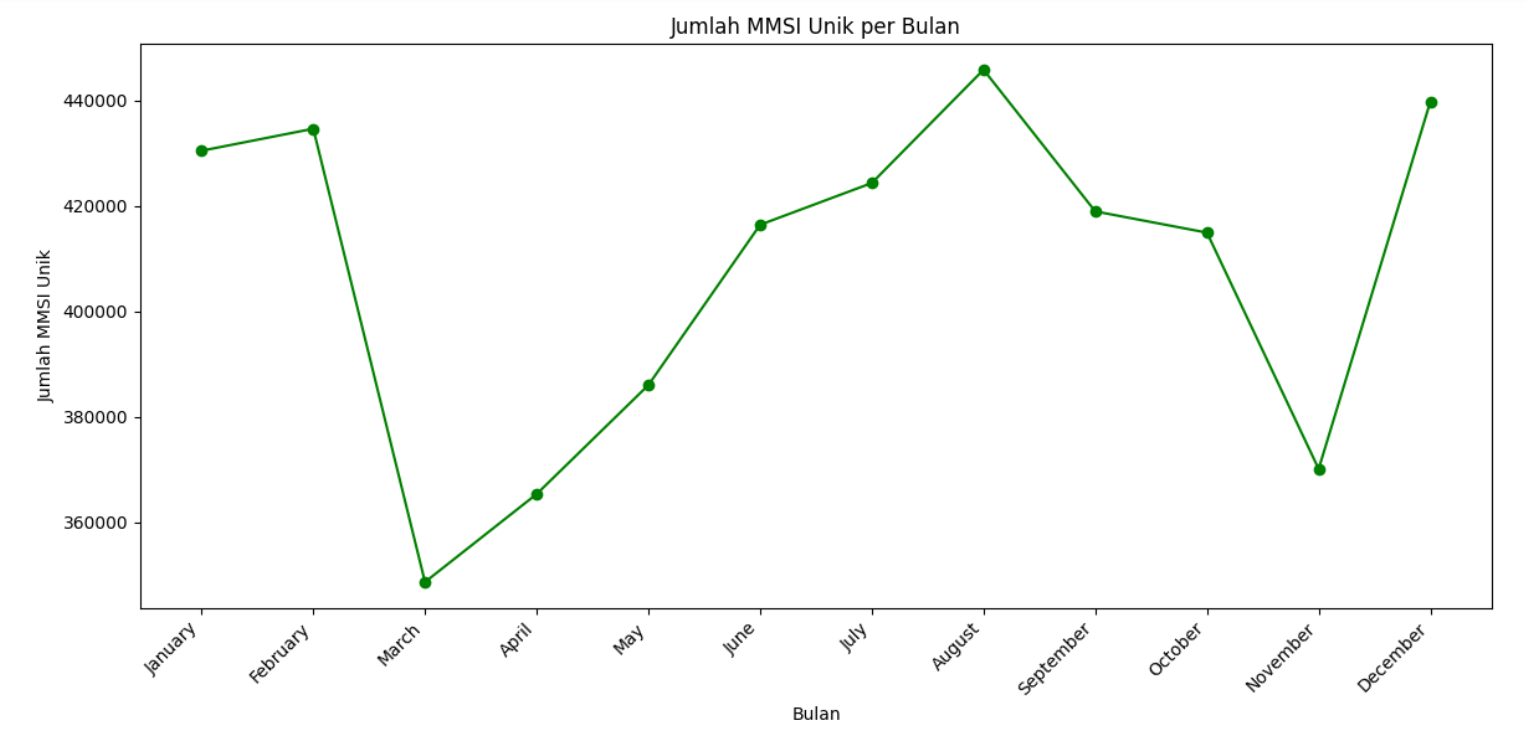 Jumlah MMSI Unik per Bulan
Jumlah MMSI Unik
440000
420000
400000
380000
360000
January
February
March
April
May
June
July
August
September
October
November
December
Bulan